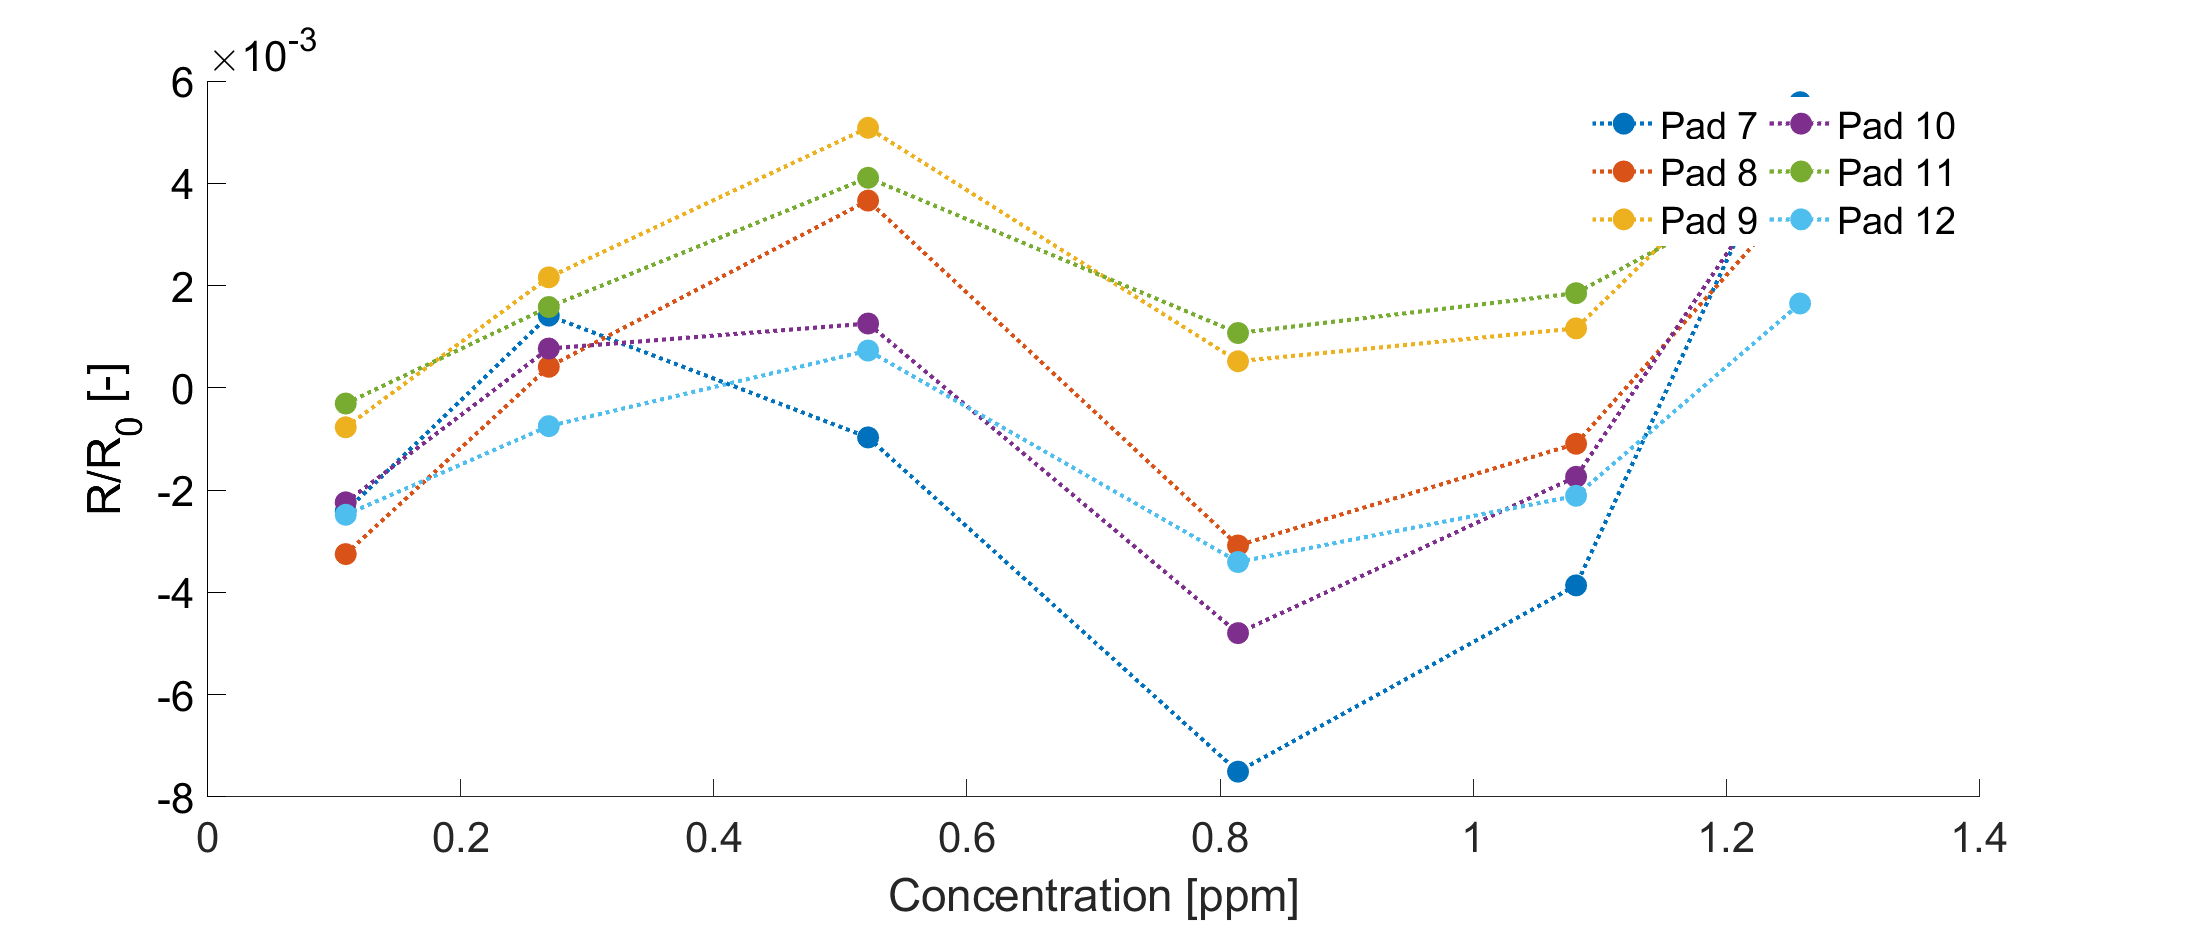 ×10-3
6
4
2
0
-2
-4
-6
-8
R/R0 [-]
0 0.2 0.4 0.6 0.8 1 1.2 1.4
Concentration [ppm]
Pad 7 Pad 10
Pad 8 Pad 11
Pad 9 Pad 12